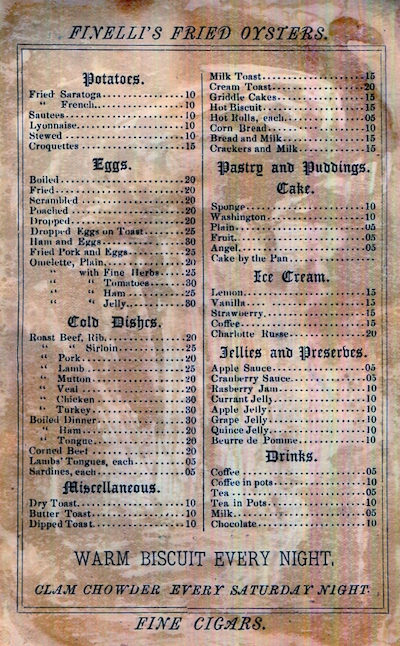 FINELLI'S FRIED OYSTERS.
Potatoes.
Fried Saratoga 10
" French 10
Sautees 10
Lyonnaise 10
Stewed 10
Croquettes 15
Eggs.
Boiled 20
Fried 20
Scrambled 20
Poached 20
Dropped 20
Dropped Eggs on Toast 25
Ham and Eggs 30
Fried Pork and Eggs 25
Omelette, Plain 20
with Fine Herbs 25
" " Tomatoes 30
" " Ham 25
" " Jelly 30
Cold Dishes.
Roast Beef, Rib 20
" " Sirloin 25
" Pork 20
" Lamb 25
" Mutton 20
" Veal 20
" Chicken 30
" Turkey 30
Boiled Dinner 30
" Ham 20
" Tongue 20
Corned Beef 20
Lambs' Tongues, each 05
Sardines, each 05
Miscellaneous.
Dry Toast 10
Butter Toast 10
Dipped Toast 10
Milk Toast 15
Cream Toast 20
Griddle Cakes 15
Hot Biscuit 15
Hot Rolls, each 05
Corn Bread 10
Bread and Milk 15
Crackers and Milk 15
Pastry and Puddings.
Cake.
Sponge 10
Washington 10
Plain 05
Fruit 05
Angel 05
Cake by the Pan
Ice Cream.
Lemon 15
Vanilla 15
Strawberry 15
Coffee 15
Charlotte Russe 20
Jellies and Preserves.
Apple Sauce 05
Cranberry Sauce 05
Rasberry Jam 10
Currant Jelly 10
Apple Jelly 10
Grape Jelly 10
Quince Jelly 10
Beurre de Pomme 10
Drinks.
Coffee 05
Coffee in pots 10
Tea 05
Tea in Pots 10
Milk 05
Chocolate 10
WARM BISCUIT EVERY NIGHT.
CLAM CHOWDER EVERY SATURDAY NIGHT.
FINE CIGARS.